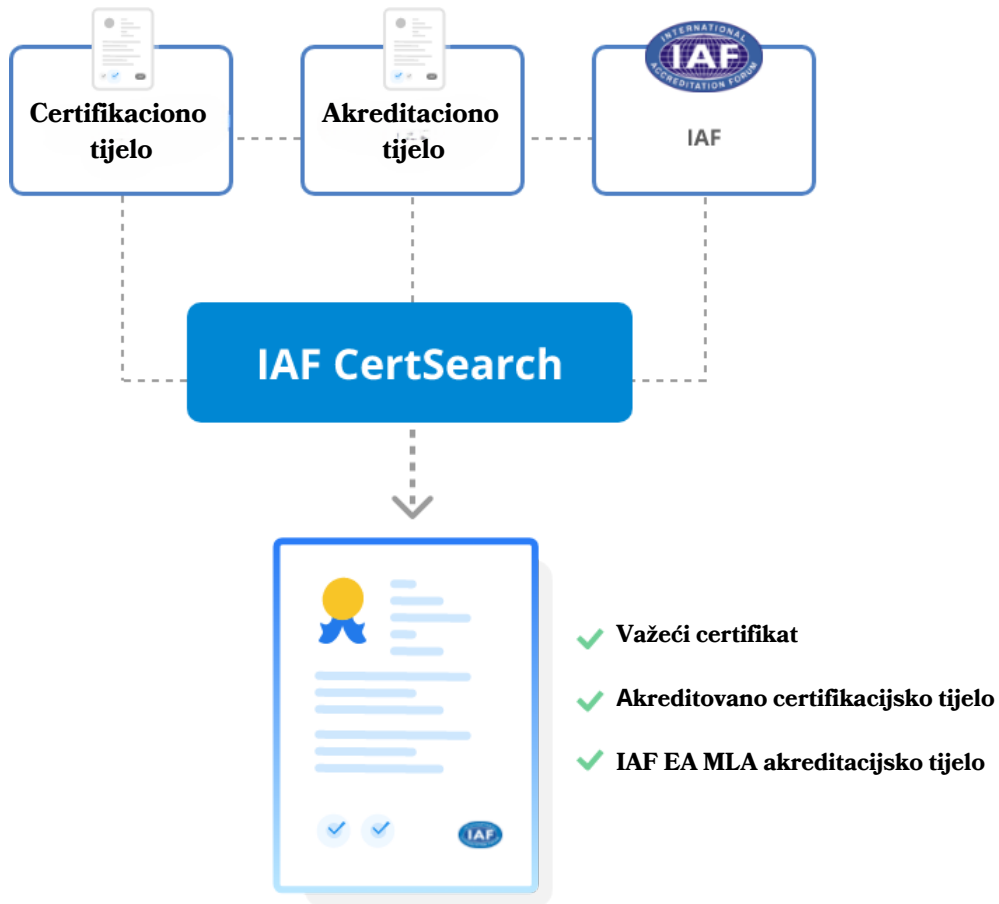 Certifikaciono
tijelo
Akreditaciono
tijelo
INTERNATIONAL
IAF
ACCREDITATION FORUM
IAF
IAF CertSearch
Važeći certifikat
Akreditovano certifikacijsko tijelo
IAF EA MLA akreditacijsko tijelo
IAF